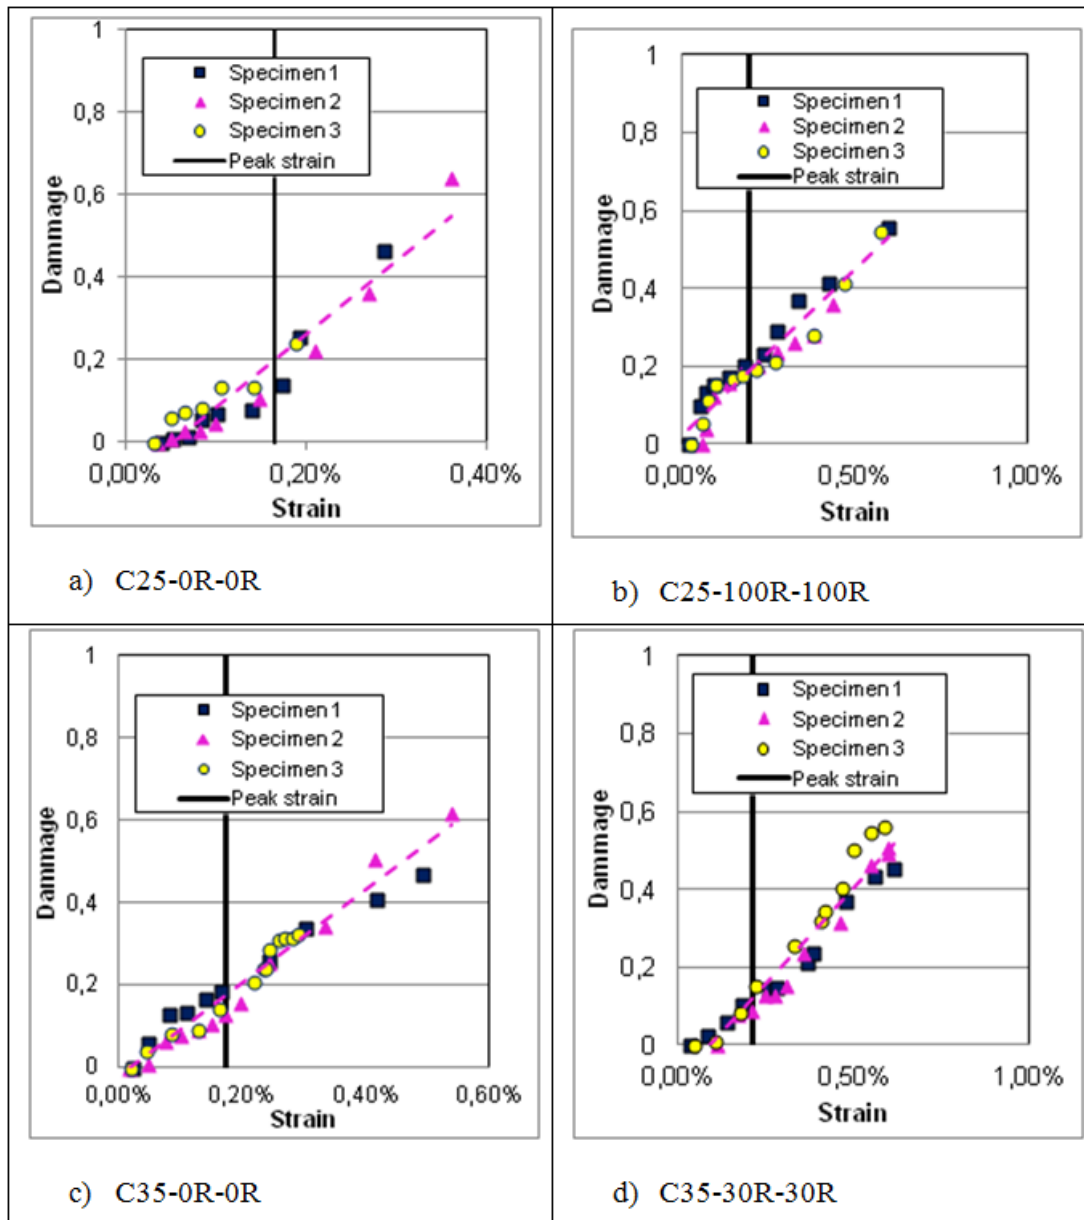 1
0,8
0,6
0,4
0,2
0
0,00% 0,20% 0,40%
Dammage
Strain
Specimen 1
Specimen 2
Specimen 3
Peak strain
a) C25-0R-0R
1
0,8
0,6
0,4
0,2
0
0,00% 0,50% 1,00%
Dammage
Strain
Specimen 1
Specimen 2
Specimen 3
Peak strain
b) C25-100R-100R
1
0,8
0,6
0,4
0,2
0
0,00% 0,20% 0,40% 0,60%
Dammage
Strain
Specimen 1
Specimen 2
Specimen 3
Peak strain
c) C35-0R-0R
1
0,8
0,6
0,4
0,2
0
0,00% 0,50% 1,00%
Dammage
Strain
Specimen 1
Specimen 2
Specimen 3
Peak strain
d) C35-30R-30R